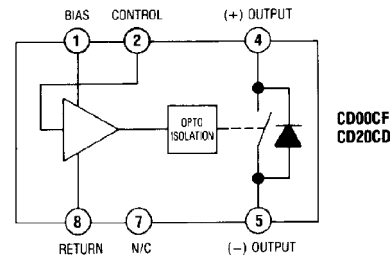 BIAS CONTROL (+) OUTPUT
1 2 4
OPTO
ISOLATION
CD00CF
CD20CD
8 7 5
RETURN N/C (–) OUTPUT